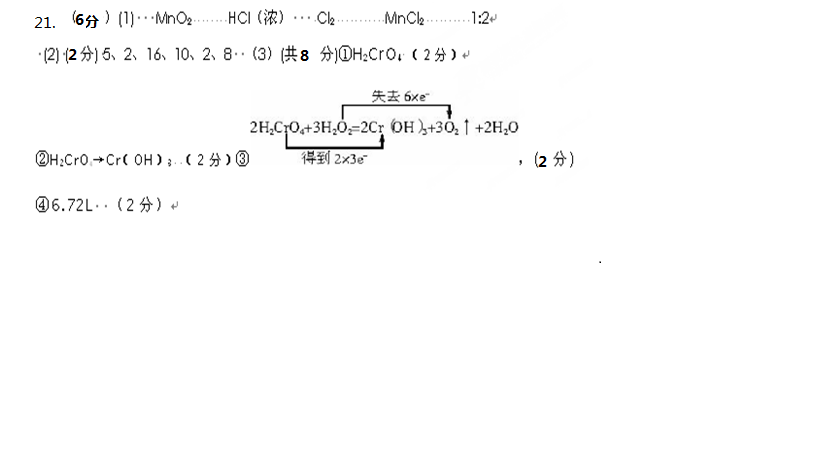 21. （6分）(1)···MnO₂········HCl（浓）····Cl₂············MnCl₂···········1:2↵
·(2)·(2分) 5、2、16、10、2、8··（3）(共8 分)①H₂CrO₄·（2分）↵
失去 6×e⁻
2H₂CrO₄+3H₂O₂=2Cr（OH）₃+3O₂↑+2H₂O
②H₂CrO₄→Cr（OH）₃··（2分）③ 得到 2×3e⁻ ，(2分)
④6.72L··（2分）↵